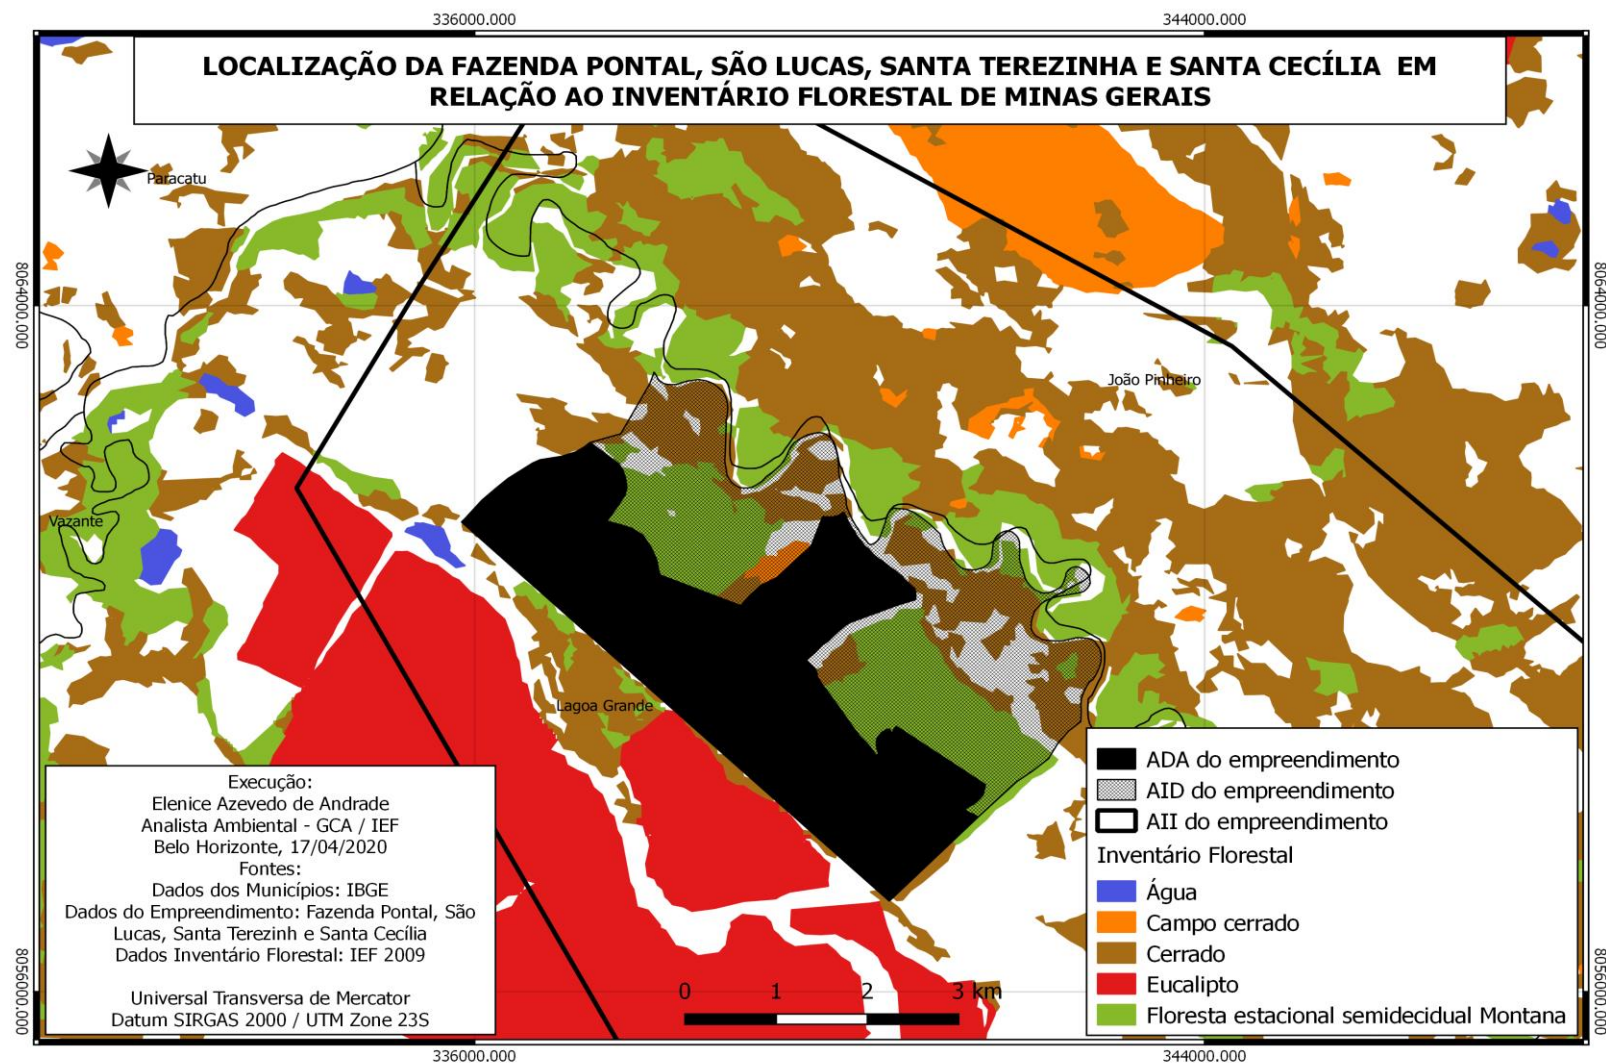 336000.000
344000.000
LOCALIZAÇÃO DA FAZENDA PONTAL, SÃO LUCAS, SANTA TEREZINHA E SANTA CECÍLIA EM
RELAÇÃO AO INVENTÁRIO FLORESTAL DE MINAS GERAIS
Paracatu
8064000.000
8064000.000
João Pinheiro
Vazante
Lagoa Grande
Execução:
Elenice Azevedo de Andrade
Analista Ambiental - GCA / IEF
Belo Horizonte, 17/04/2020
Fontes:
Dados dos Municípios: IBGE
Dados do Empreendimento: Fazenda Pontal, São
Lucas, Santa Terezinh e Santa Cecília
Dados Inventário Florestal: IEF 2009
Universal Transversa de Mercator
Datum SIRGAS 2000 / UTM Zone 23S
0 1 2 3 km
ADA do empreendimento
AID do empreendimento
AII do empreendimento
Inventário Florestal
Água
Campo cerrado
Cerrado
Eucalipto
Floresta estacional semidecidual Montana
8056000.000
8056000.000
336000.000
344000.000